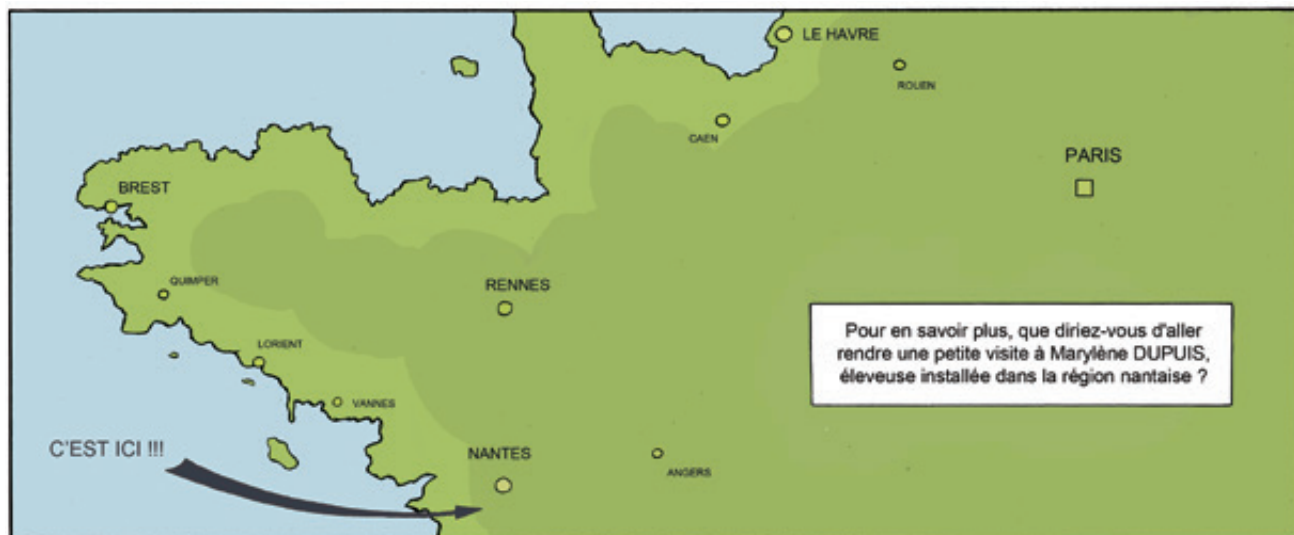 LE HAVRE
ROUEN
CAEN
PARIS
BREST
QUIMPER
RENNES
LORIENT
VANNES
Pour en savoir plus, que diriez-vous d'aller
rendre une petite visite à Marylène DUPUIS,
éleveuse installée dans la région nantaise ?
C'EST ICI !!!
NANTES
ANGERS